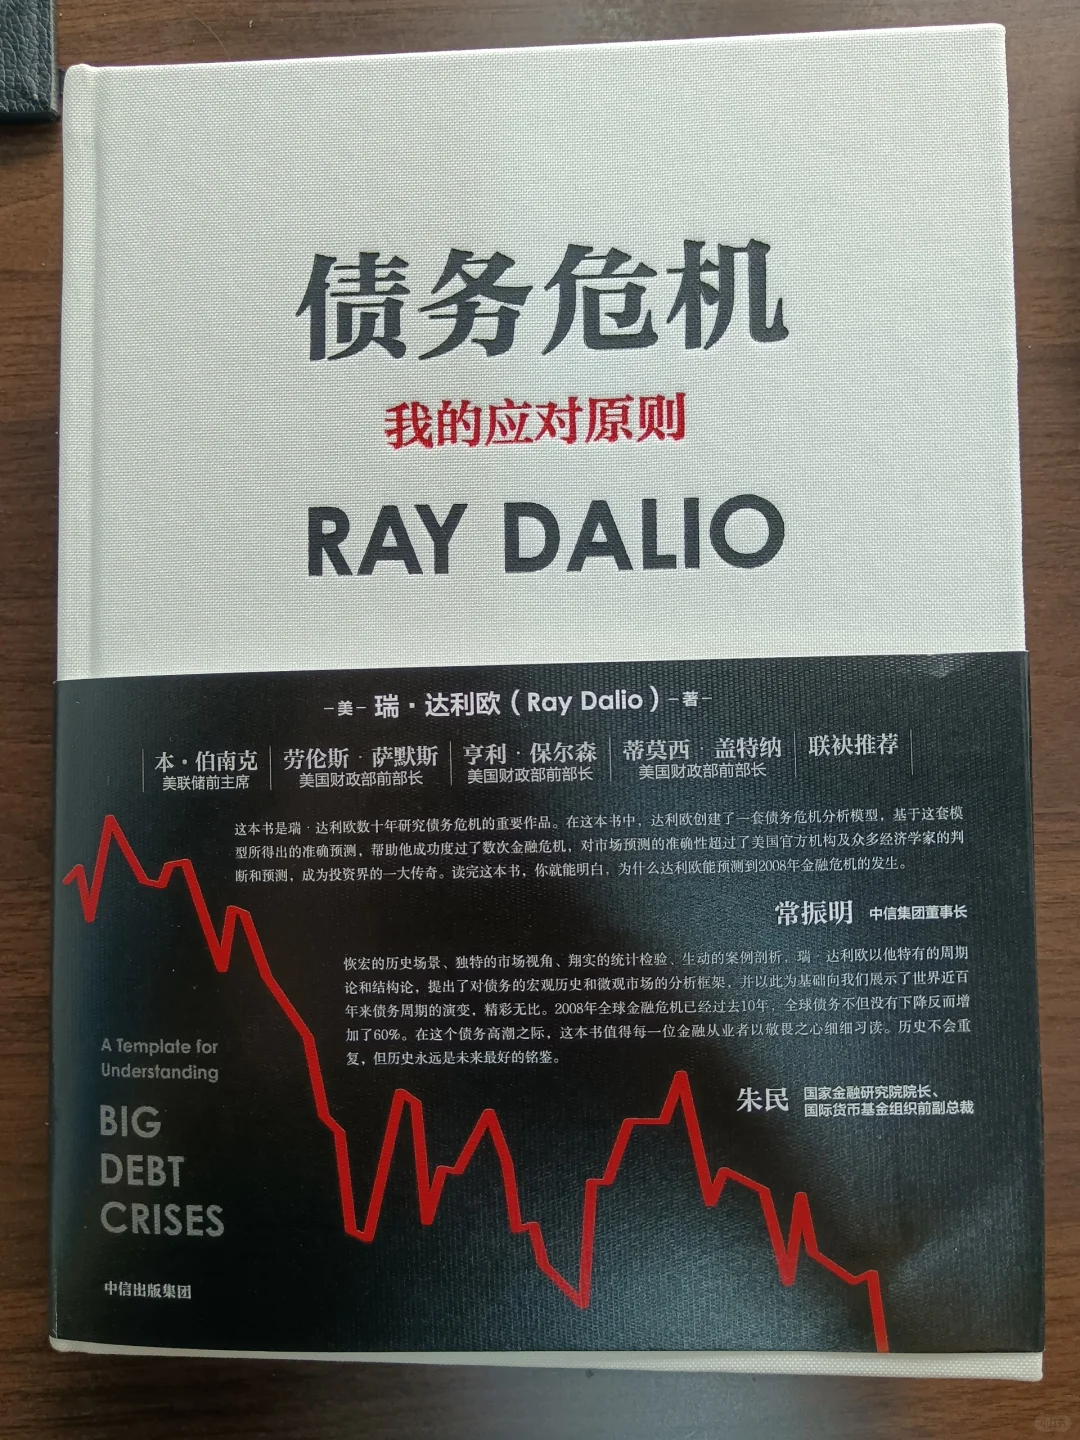 债务危机
我的应对原则
RAY DALIO
–美– 瑞·达利欧（Ray Dalio）–著–
本·伯南克 劳伦斯·萨默斯 亨利·保尔森 蒂莫西·盖特纳 联袂推荐
美联储前主席 美国财政部前部长 美国财政部前部长 美国财政部前部长
这本书是瑞·达利欧数十年研究债务危机的重要作品。在这本书中，达利欧创建了一套债务危机分析模型，基于这套模
型所得出的准确预测，帮助他成功度过了数次金融危机，对市场预测的准确性超过了美国官方机构及众多经济学家的判
断和预测，成为投资界的一大传奇。读完这本书，你就能明白，为什么达利欧能预测到2008年金融危机的发生。
常振明 中信集团董事长
恢宏的历史场景、独特的市场视角、翔实的统计检验、生动的案例剖析，瑞·达利欧以他特有的周期
论和结构论，提出了对债务的宏观历史和微观市场的分析框架，并以此为基础向我们展示了世界近百
年来债务周期的演变，精彩无比。2008年全球金融危机已经过去10年，全球债务不但没有下降反而增
加了60%。在这个债务高潮之际，这本书值得每一位金融从业者以敬畏之心细细习读。历史不会重
复，但历史永远是未来最好的铭鉴。
朱民 国家金融研究院院长、
国际货币基金组织前副总裁
A Template for
Understanding
BIG
DEBT
CRISES
中信出版集团